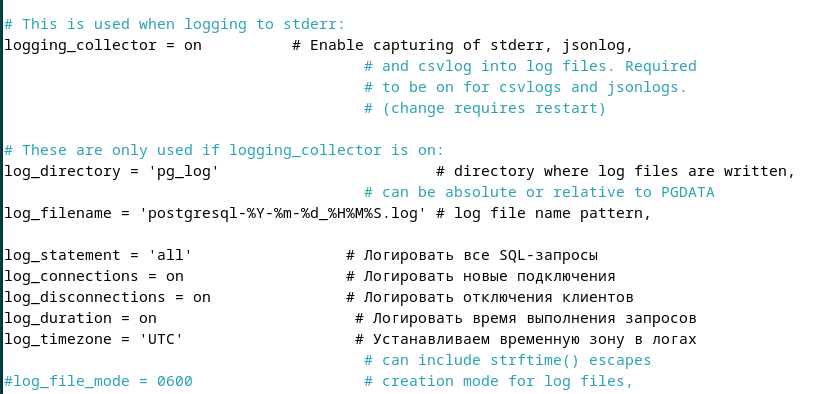 # This is used when logging to stderr:
logging_collector = on          # Enable capturing of stderr, jsonlog,
                                        # and csvlog into log files. Required
                                        # to be on for csvlogs and jsonlogs.
                                        # (change requires restart)

# These are only used if logging_collector is on:
log_directory = 'pg_log'                        # directory where log files are written,
                                        # can be absolute or relative to PGDATA
log_filename = 'postgresql-%Y-%m-%d_%H%M%S.log' # log file name pattern,

log_statement = 'all'                 # Логировать все SQL-запросы
log_connections = on                  # Логировать новые подключения
log_disconnections = on               # Логировать отключения клиентов
log_duration = on                      # Логировать время выполнения запросов
log_timezone = 'UTC'                   # Устанавливаем временную зону в логах
                                        # can include strftime() escapes
#log_file_mode = 0600                   # creation mode for log files,